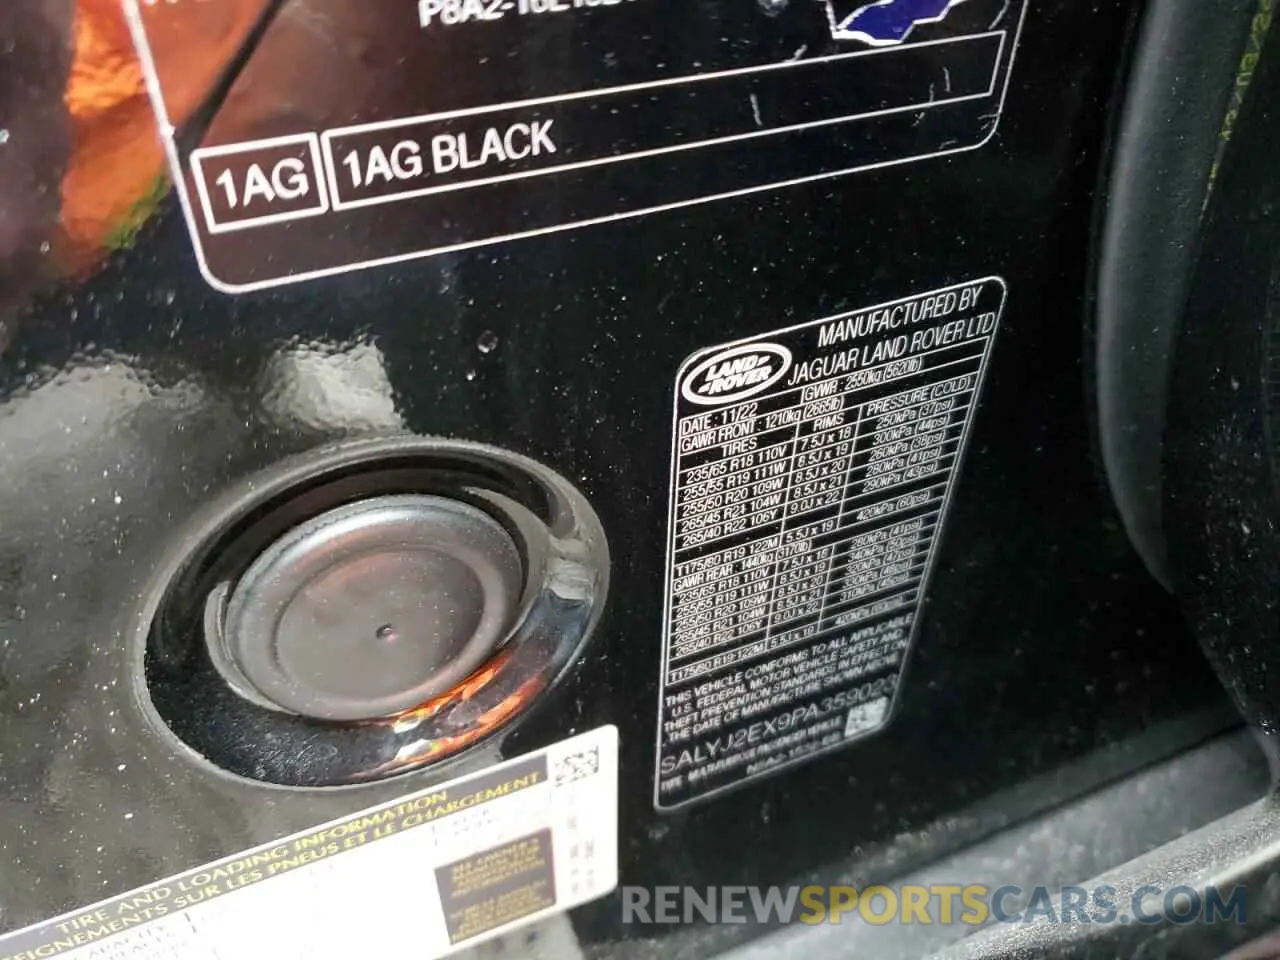 1AG
1AG BLACK
LAND ROVER
MANUFACTURED BY
JAGUAR LAND ROVER LTD
DATE : 11/22
GVWR : 2550kg (5620lb)
GAWR FRONT : 1210kg (2665lb)
TIRES RIMS PRESSURE (COLD)
235/65 R18 110V 7.5J x 18 250kPa (37psi)
255/55 R19 111W 8.5J x 19 300kPa (44psi)
255/50 R20 109W 8.5J x 20 260kPa (38psi)
265/45 R21 104W 8.5J x 21 280kPa (41psi)
265/40 R22 106Y 9.0J x 22 290kPa (43psi)
T175/80 R19 122M 5.5J x 19 420kPa (60psi)
GAWR REAR : 1440kg (3170lb)
235/65 R18 110V 7.5J x 18 280kPa (41psi)
255/55 R19 111W 8.5J x 19 340kPa
255/50 R20 109W 8.5J x 20
265/45 R21 104W 8.5J x 21
265/40 R22 106Y 9.0J x 22
T175/80 R19 122M 5.5J x 19 420kPa (60psi)
THIS VEHICLE CONFORMS TO ALL APPLICABLE
U.S. FEDERAL MOTOR VEHICLE SAFETY AND
THEFT PREVENTION STANDARDS IN EFFECT ON
THE DATE OF MANUFACTURE SHOWN ABOVE
SALYJ2EX9PA359023
TIRE AND LOADING INFORMATION
SUR LES PNEUS ET LE CHARGEMENT
RENEWSPORTSCARS.COM